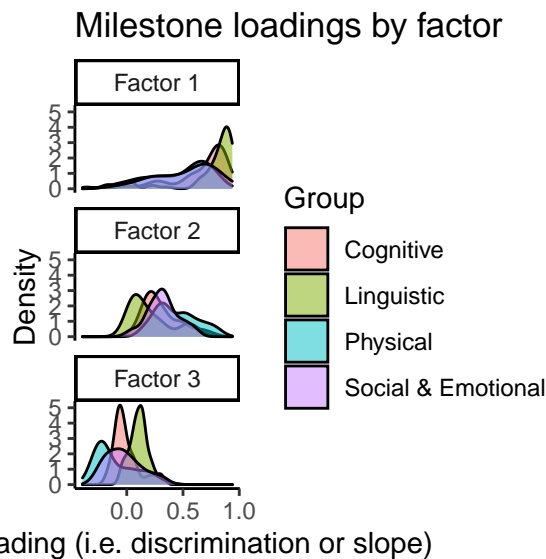 Milestone loadings by factor
Factor 1
5
4
3
2
1
0
Factor 2
5
4
3
2
1
0
Factor 3
5
4
3
2
1
0
0.0 0.5 1.0
Density
ading (i.e. discrimination or slope)
Group
Cognitive
Linguistic
Physical
Social & Emotional